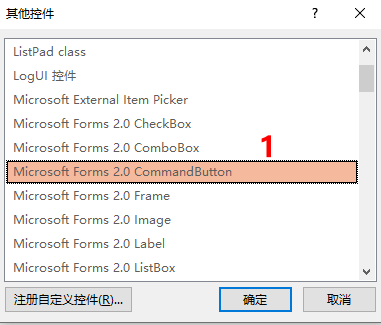 其他控件
?
ListPad class
LogUI 控件
Microsoft External Item Picker
Microsoft Forms 2.0 CheckBox
Microsoft Forms 2.0 ComboBox
1
Microsoft Forms 2.0 CommandButton
Microsoft Forms 2.0 Frame
Microsoft Forms 2.0 Image
Microsoft Forms 2.0 Label
Microsoft Forms 2.0 ListBox
注册自定义控件(R)...
确定
取消